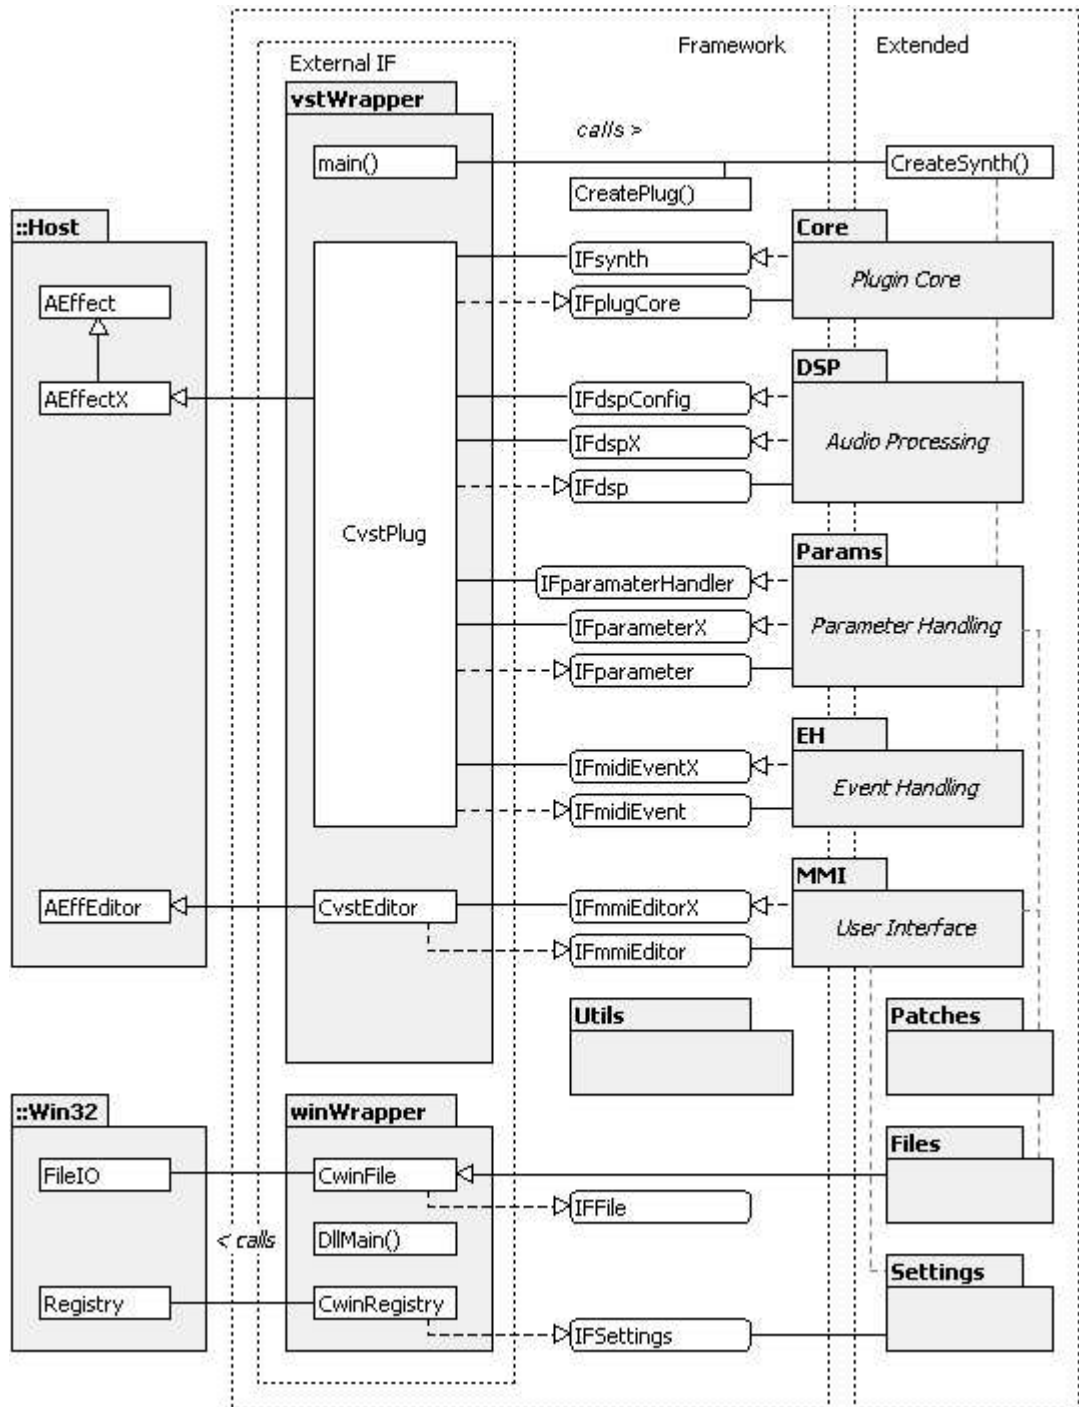 Framework
Extended
External IF
vstWrapper
calls >
main()
CreateSynth()
CreatePlug()
::Host
Core
IFsynth
Plugin Core
AEffect
IFplugCore
DSP
AEffectX
IFdspConfig
IFdspX
Audio Processing
IFdsp
CvstPlug
Params
IFparamaterHandler
IFparameterX
Parameter Handling
IFparameter
EH
IFmidiEventX
Event Handling
IFmidiEvent
MMI
AEffEditor
CvstEditor
IFmmiEditorX
User Interface
IFmmiEditor
Utils
Patches
::Win32
winWrapper
Files
FileIO
CwinFile
IFFile
< calls
DllMain()
Settings
Registry
CwinRegistry
IFSettings